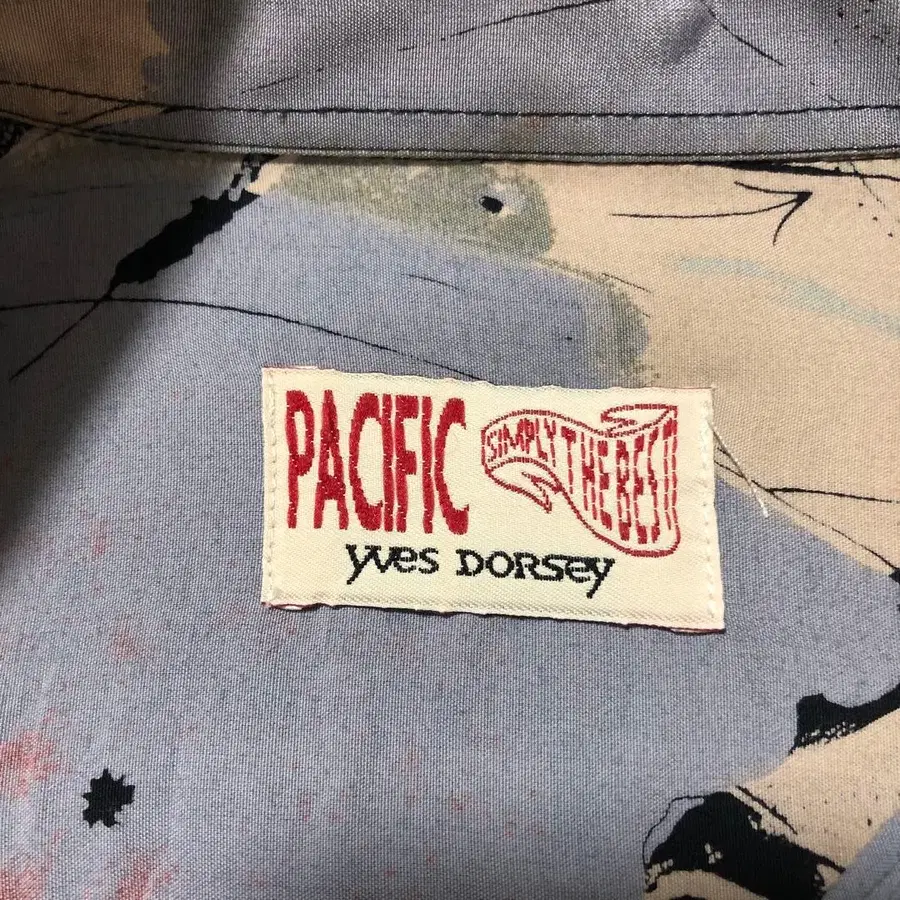 PACIFIC
SIMPLY THE BEST
yves DORSey